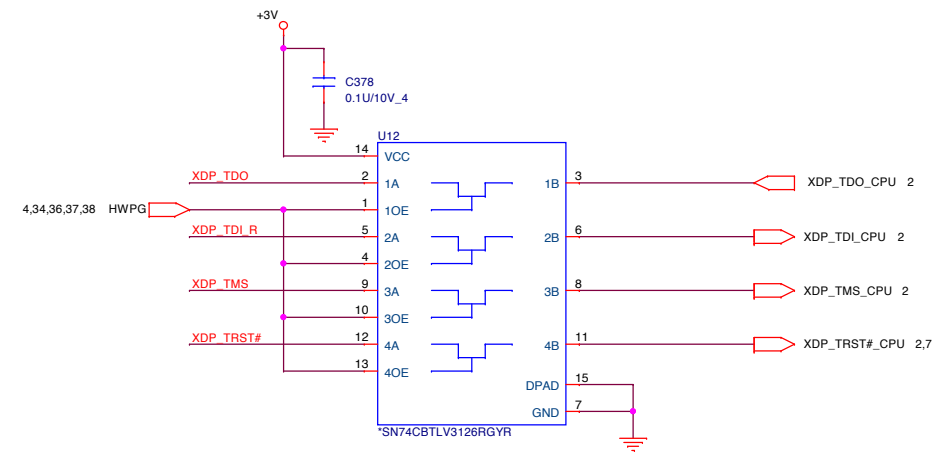 +3V
C378
0.1U/10V_4
U12
14 VCC
XDP_TDO 2 1A 1B 3 XDP_TDO_CPU 2
4,34,36,37,38 HWPG 1 1OE
XDP_TDI_R 5 2A 2B 6 XDP_TDI_CPU 2
4 2OE
XDP_TMS 9 3A 3B 8 XDP_TMS_CPU 2
10 3OE
XDP_TRST# 12 4A 4B 11 XDP_TRST#_CPU 2,7
13 4OE
DPAD 15
GND 7
*SN74CBTLV3126RGYR